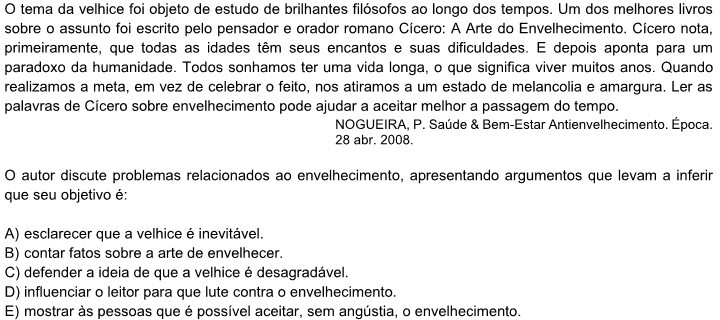 O tema da velhice foi objeto de estudo de brilhantes filósofos ao longo dos tempos. Um dos melhores livros
sobre o assunto foi escrito pelo pensador e orador romano Cícero: A Arte do Envelhecimento. Cícero nota,
primeiramente, que todas as idades têm seus encantos e suas dificuldades. E depois aponta para um
paradoxo da humanidade. Todos sonhamos ter uma vida longa, o que significa viver muitos anos. Quando
realizamos a meta, em vez de celebrar o feito, nos atiramos a um estado de melancolia e amargura. Ler as
palavras de Cícero sobre envelhecimento pode ajudar a aceitar melhor a passagem do tempo.
NOGUEIRA, P. Saúde & Bem-Estar Antienvelhecimento. Época.
28 abr. 2008.
O autor discute problemas relacionados ao envelhecimento, apresentando argumentos que levam a inferir
que seu objetivo é:
A) esclarecer que a velhice é inevitável.
B) contar fatos sobre a arte de envelhecer.
C) defender a ideia de que a velhice é desagradável.
D) influenciar o leitor para que lute contra o envelhecimento.
E) mostrar às pessoas que é possível aceitar, sem angústia, o envelhecimento.